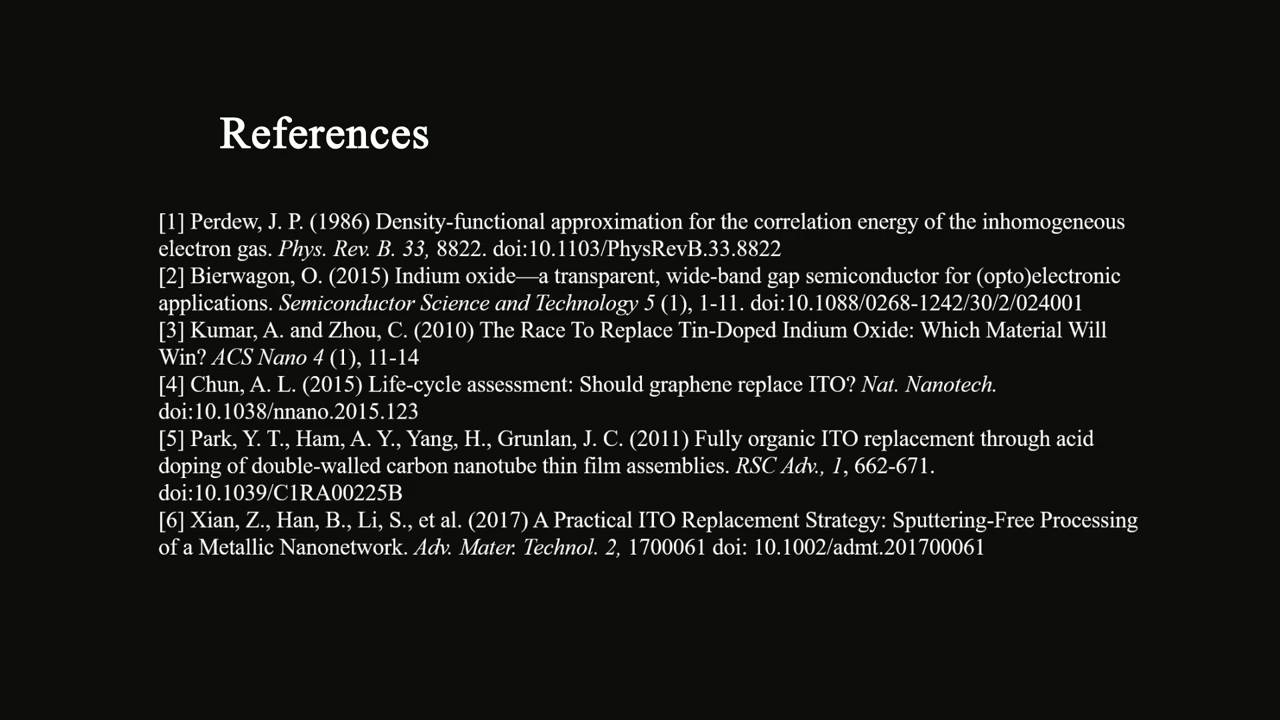 References
[1] Perdew, J. P. (1986) Density-functional approximation for the correlation energy of the inhomogeneous
electron gas. Phys. Rev. B. 33, 8822. doi:10.1103/PhysRevB.33.8822
[2] Bierwagon, O. (2015) Indium oxide—a transparent, wide-band gap semiconductor for (opto)electronic
applications. Semiconductor Science and Technology 5 (1), 1-11. doi:10.1088/0268-1242/30/2/024001
[3] Kumar, A. and Zhou, C. (2010) The Race To Replace Tin-Doped Indium Oxide: Which Material Will
Win? ACS Nano 4 (1), 11-14
[4] Chun, A. L. (2015) Life-cycle assessment: Should graphene replace ITO? Nat. Nanotech.
doi:10.1038/nnano.2015.123
[5] Park, Y. T., Ham, A. Y., Yang, H., Grunlan, J. C. (2011) Fully organic ITO replacement through acid
doping of double-walled carbon nanotube thin film assemblies. RSC Adv., 1, 662-671.
doi:10.1039/C1RA00225B
[6] Xian, Z., Han, B., Li, S., et al. (2017) A Practical ITO Replacement Strategy: Sputtering-Free Processing
of a Metallic Nanonetwork. Adv. Mater. Technol. 2, 1700061 doi: 10.1002/admt.201700061